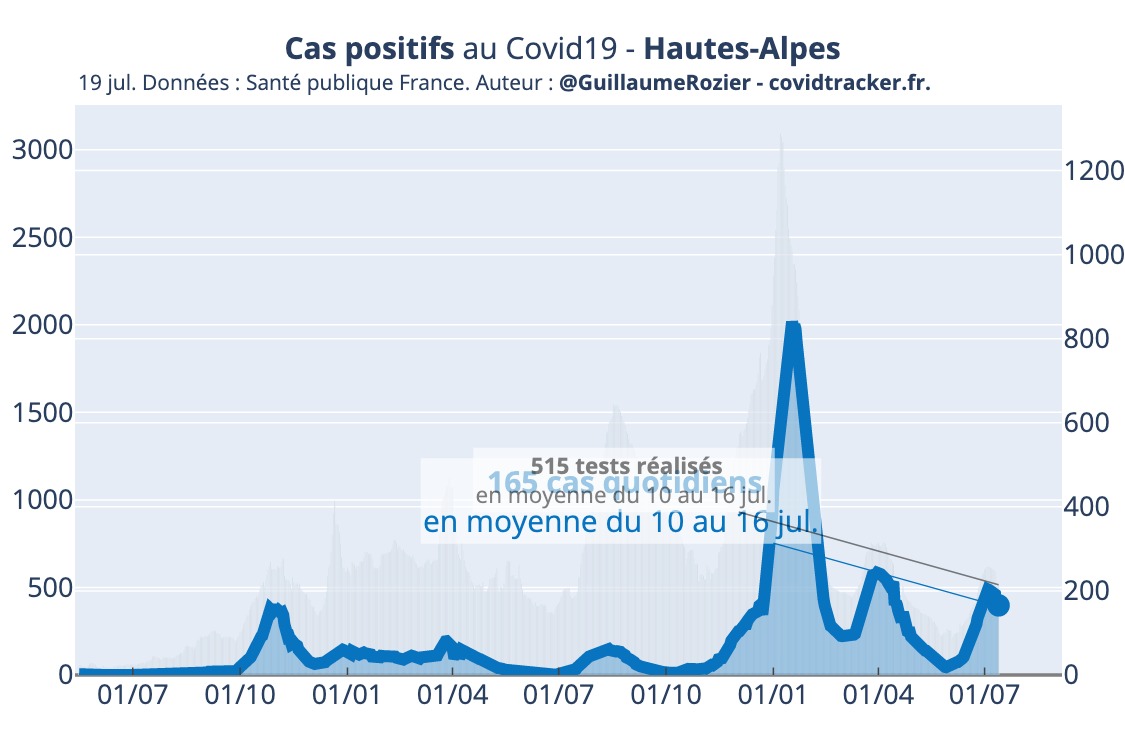 Cas positifs au Covid19 - Hautes-Alpes
19 jul. Données : Santé publique France. Auteur : @GuillaumeRozier - covidtracker.fr.
3000
2500
2000
1500
1000
500
0
1200
1000
800
600
400
200
0
515 tests réalisés
en moyenne du 10 au 16 jul.
165 cas quotidiens
en moyenne du 10 au 16 jul.
01/07 01/10 01/01 01/04 01/07 01/10 01/01 01/04 01/07